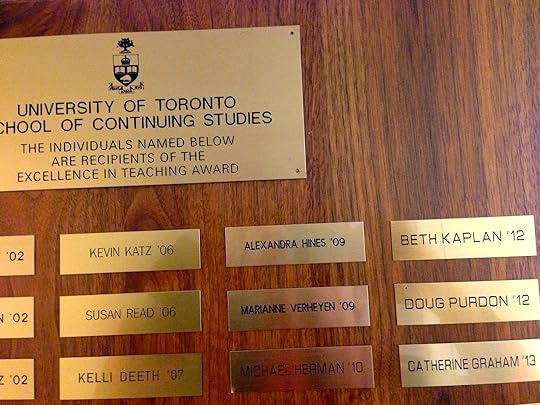 UNIVERSITY OF TORONTO
CHOOL OF CONTINUING STUDIES
THE INDIVIDUALS NAMED BELOW
ARE RECIPIENTS OF THE
EXCELLENCE IN TEACHING AWARD
'02
KEVIN KATZ '06
ALEXANDRA HINES '09
BETH KAPLAN '12
N '02
SUSAN READ '06
MARIANNE VERHEYEN '09
DOUG PURDON '12
Z '02
KELLI DEETH '07
MICHAEL HERMAN '10
CATHERINE GRAHAM '13